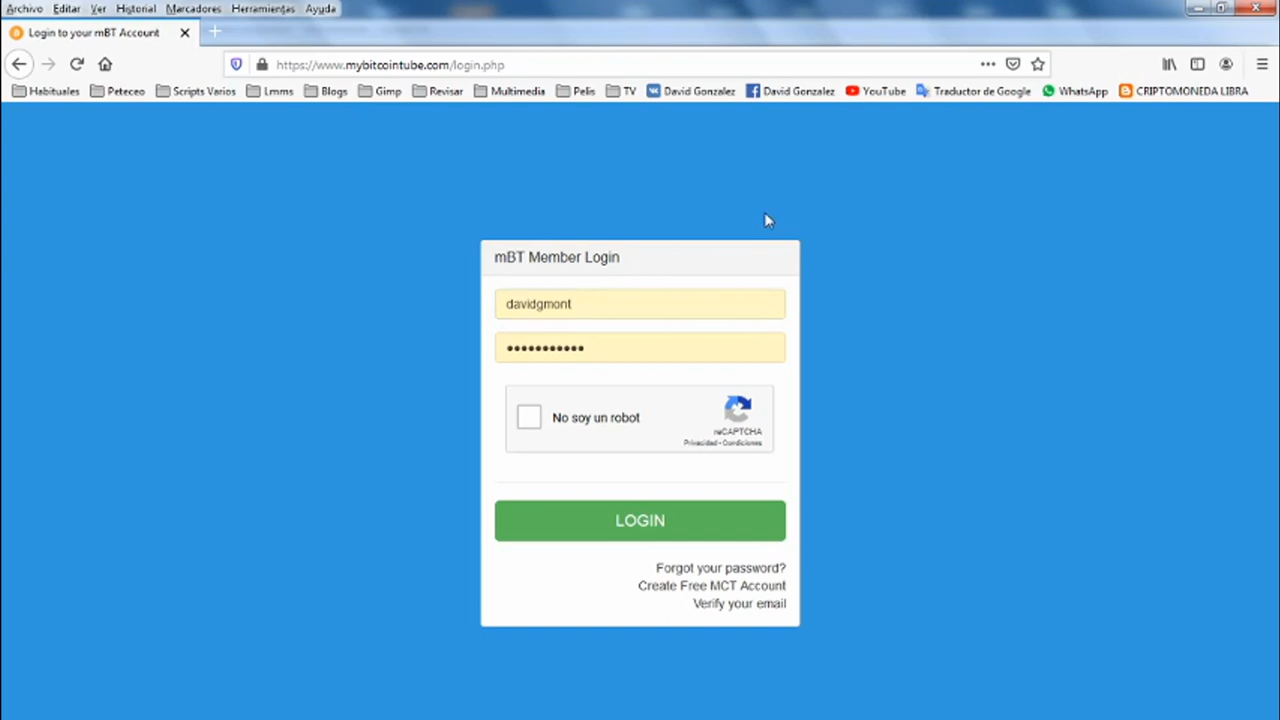 Archivo Editar Ver Historial Marcadores Herramientas Ayuda
Login to your mBT Account
https://www.mybitcointube.com/login.php
Habituales Peteceo Scripts Varios Lmms Blogs Gimp Revisar Multimedia Pelis TV David Gonzalez David Gonzalez YouTube Traductor de Google WhatsApp CRIPTOMONEDA LIBRA
mBT Member Login
davidgmont
•••••••••••
No soy un robot
reCAPTCHA
Privacidad - Condiciones
LOGIN
Forgot your password?
Create Free MCT Account
Verify your email